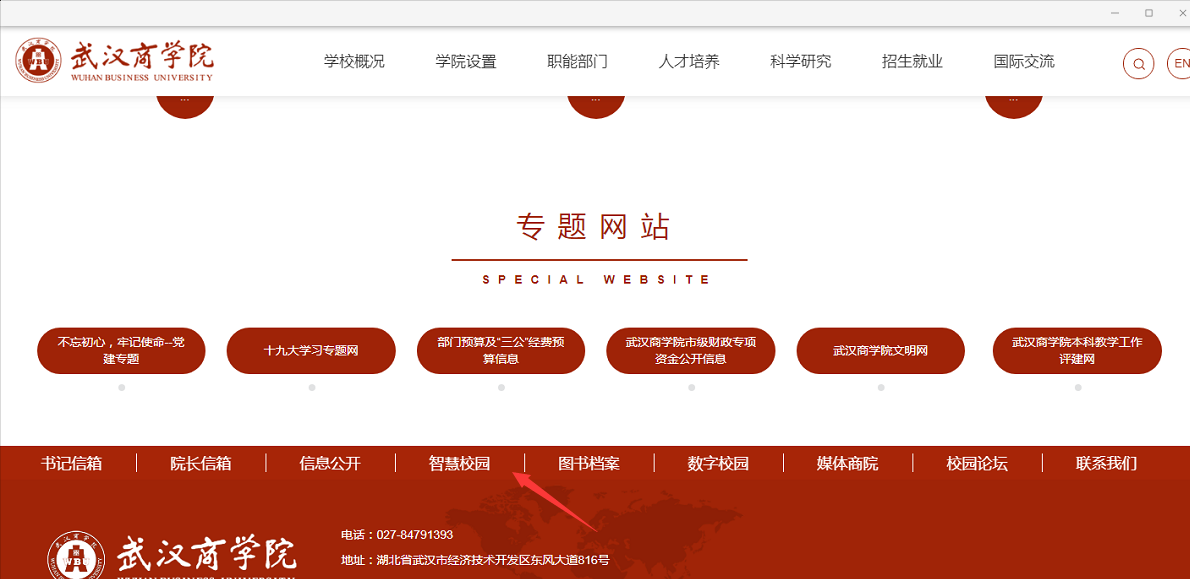 武汉商学院
WUHAN BUSINESS UNIVERSITY
学校概况 学院设置 职能部门 人才培养 科学研究 招生就业 国际交流
EN
... ... ...
专题网站
SPECIAL WEBSITE
不忘初心，牢记使命--党
建专题
十九大学习专题网
部门预算及“三公”经费预
算信息
武汉商学院市级财政专项
资金公开信息
武汉商学院文明网
武汉商学院本科教学工作
评建网
书记信箱 院长信箱 信息公开 智慧校园 图书档案 数字校园 媒体商院 校园论坛 联系我们
武汉商学院
WUHAN BUSINESS UNIVERSITY
电话：027-84791393
地址：湖北省武汉市经济技术开发区东风大道816号